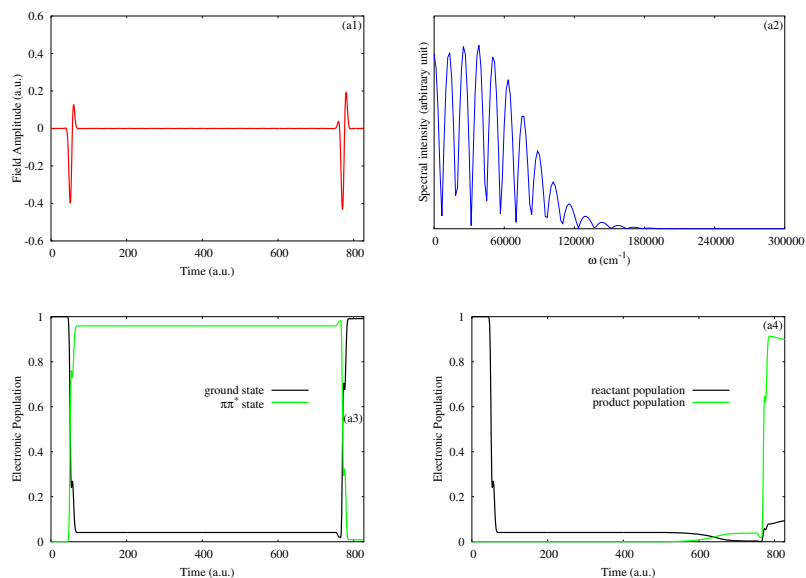 (a1)
0.6
0.4
0.2
0
-0.2
-0.4
-0.6
Field Amplitude (a.u.)
0 200 400 600 800
Time (a.u.)
(a2)
Spectral intensity (arbitrary unit)
0 60000 120000 180000 240000 300000
ω (cm-1)
1
0.8
0.6
0.4
0.2
0
Electronic Population
ground state
ππ* state
(a3)
0 200 400 600 800
Time (a.u.)
(a4)
1
0.8
0.6
0.4
0.2
0
Electronic Population
reactant population
product population
0 200 400 600 800
Time (a.u.)